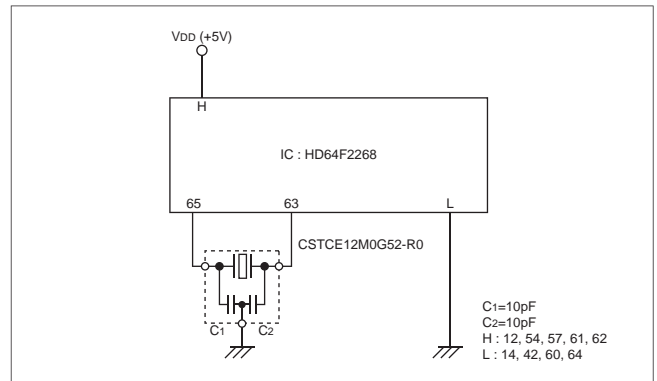 VDD (+5V)
H
IC : HD64F2268
65
63
L
CSTCE12M0G52-R0
C1
C2
C1=10pF
C2=10pF
H : 12, 54, 57, 61, 62
L : 14, 42, 60, 64